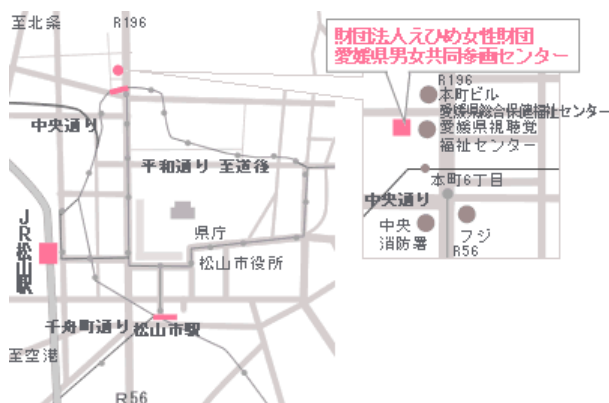 至北条
R196
財団法人えひめ女性財団
愛媛県男女共同参画センター
R196
本町ビル
愛媛県総合保健福祉センター
愛媛県視聴覚
福祉センター
中央通り
平和通り 至道後
本町6丁目
中央通り
中央
消防署
フジ
R56
JR松山駅
県庁
松山市役所
千舟町通り
松山市駅
至空港
R56